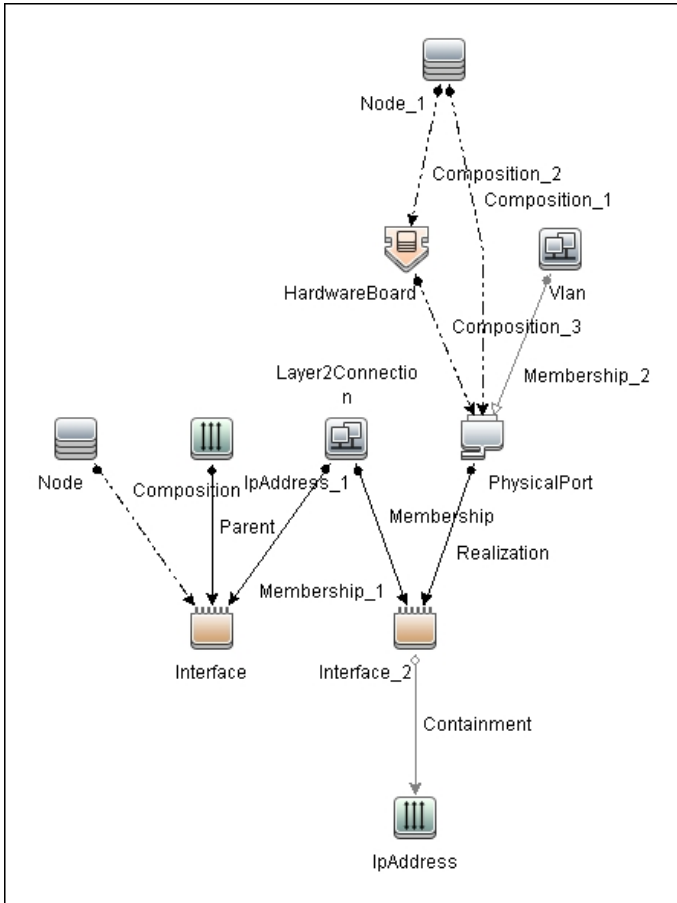 Node_1
Composition_2
Composition_1
HardwareBoard
Vlan
Composition_3
Layer2Connectio
n
Membership_2
Node
Composition
IpAddress_1
PhysicalPort
Parent
Membership
Realization
Membership_1
Interface
Interface_2
Containment
IpAddress